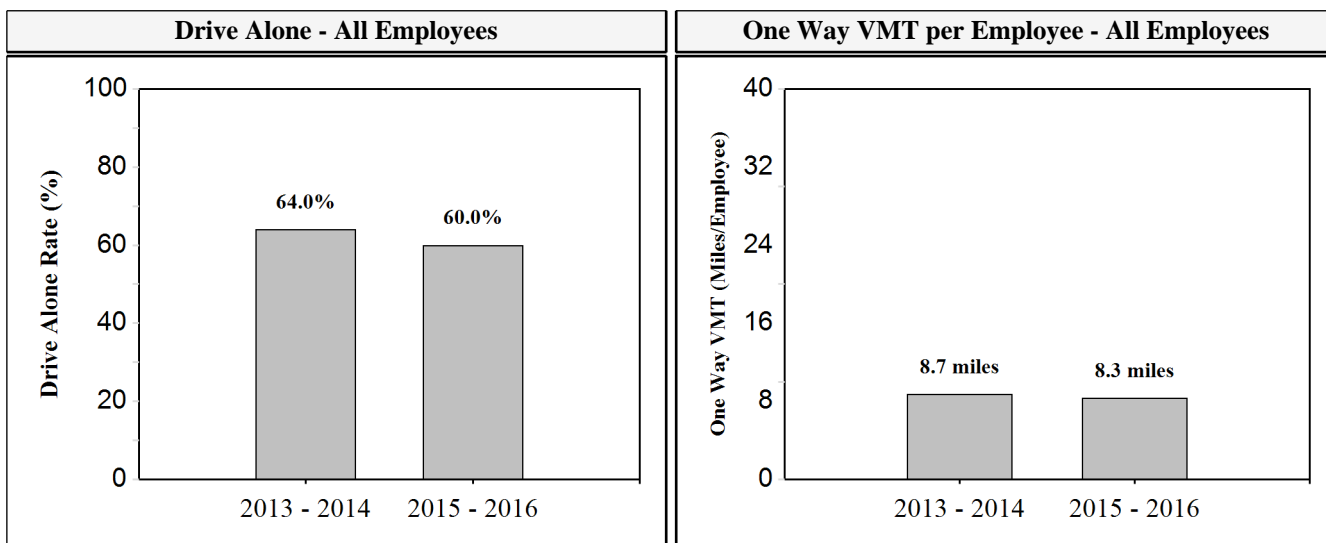 Drive Alone - All Employees
Drive Alone Rate (%)
100
80
60
40
20
0
64.0%
60.0%
2013 - 2014
2015 - 2016
One Way VMT per Employee - All Employees
One Way VMT (Miles/Employee)
40
32
24
16
8
0
8.7 miles
8.3 miles
2013 - 2014
2015 - 2016